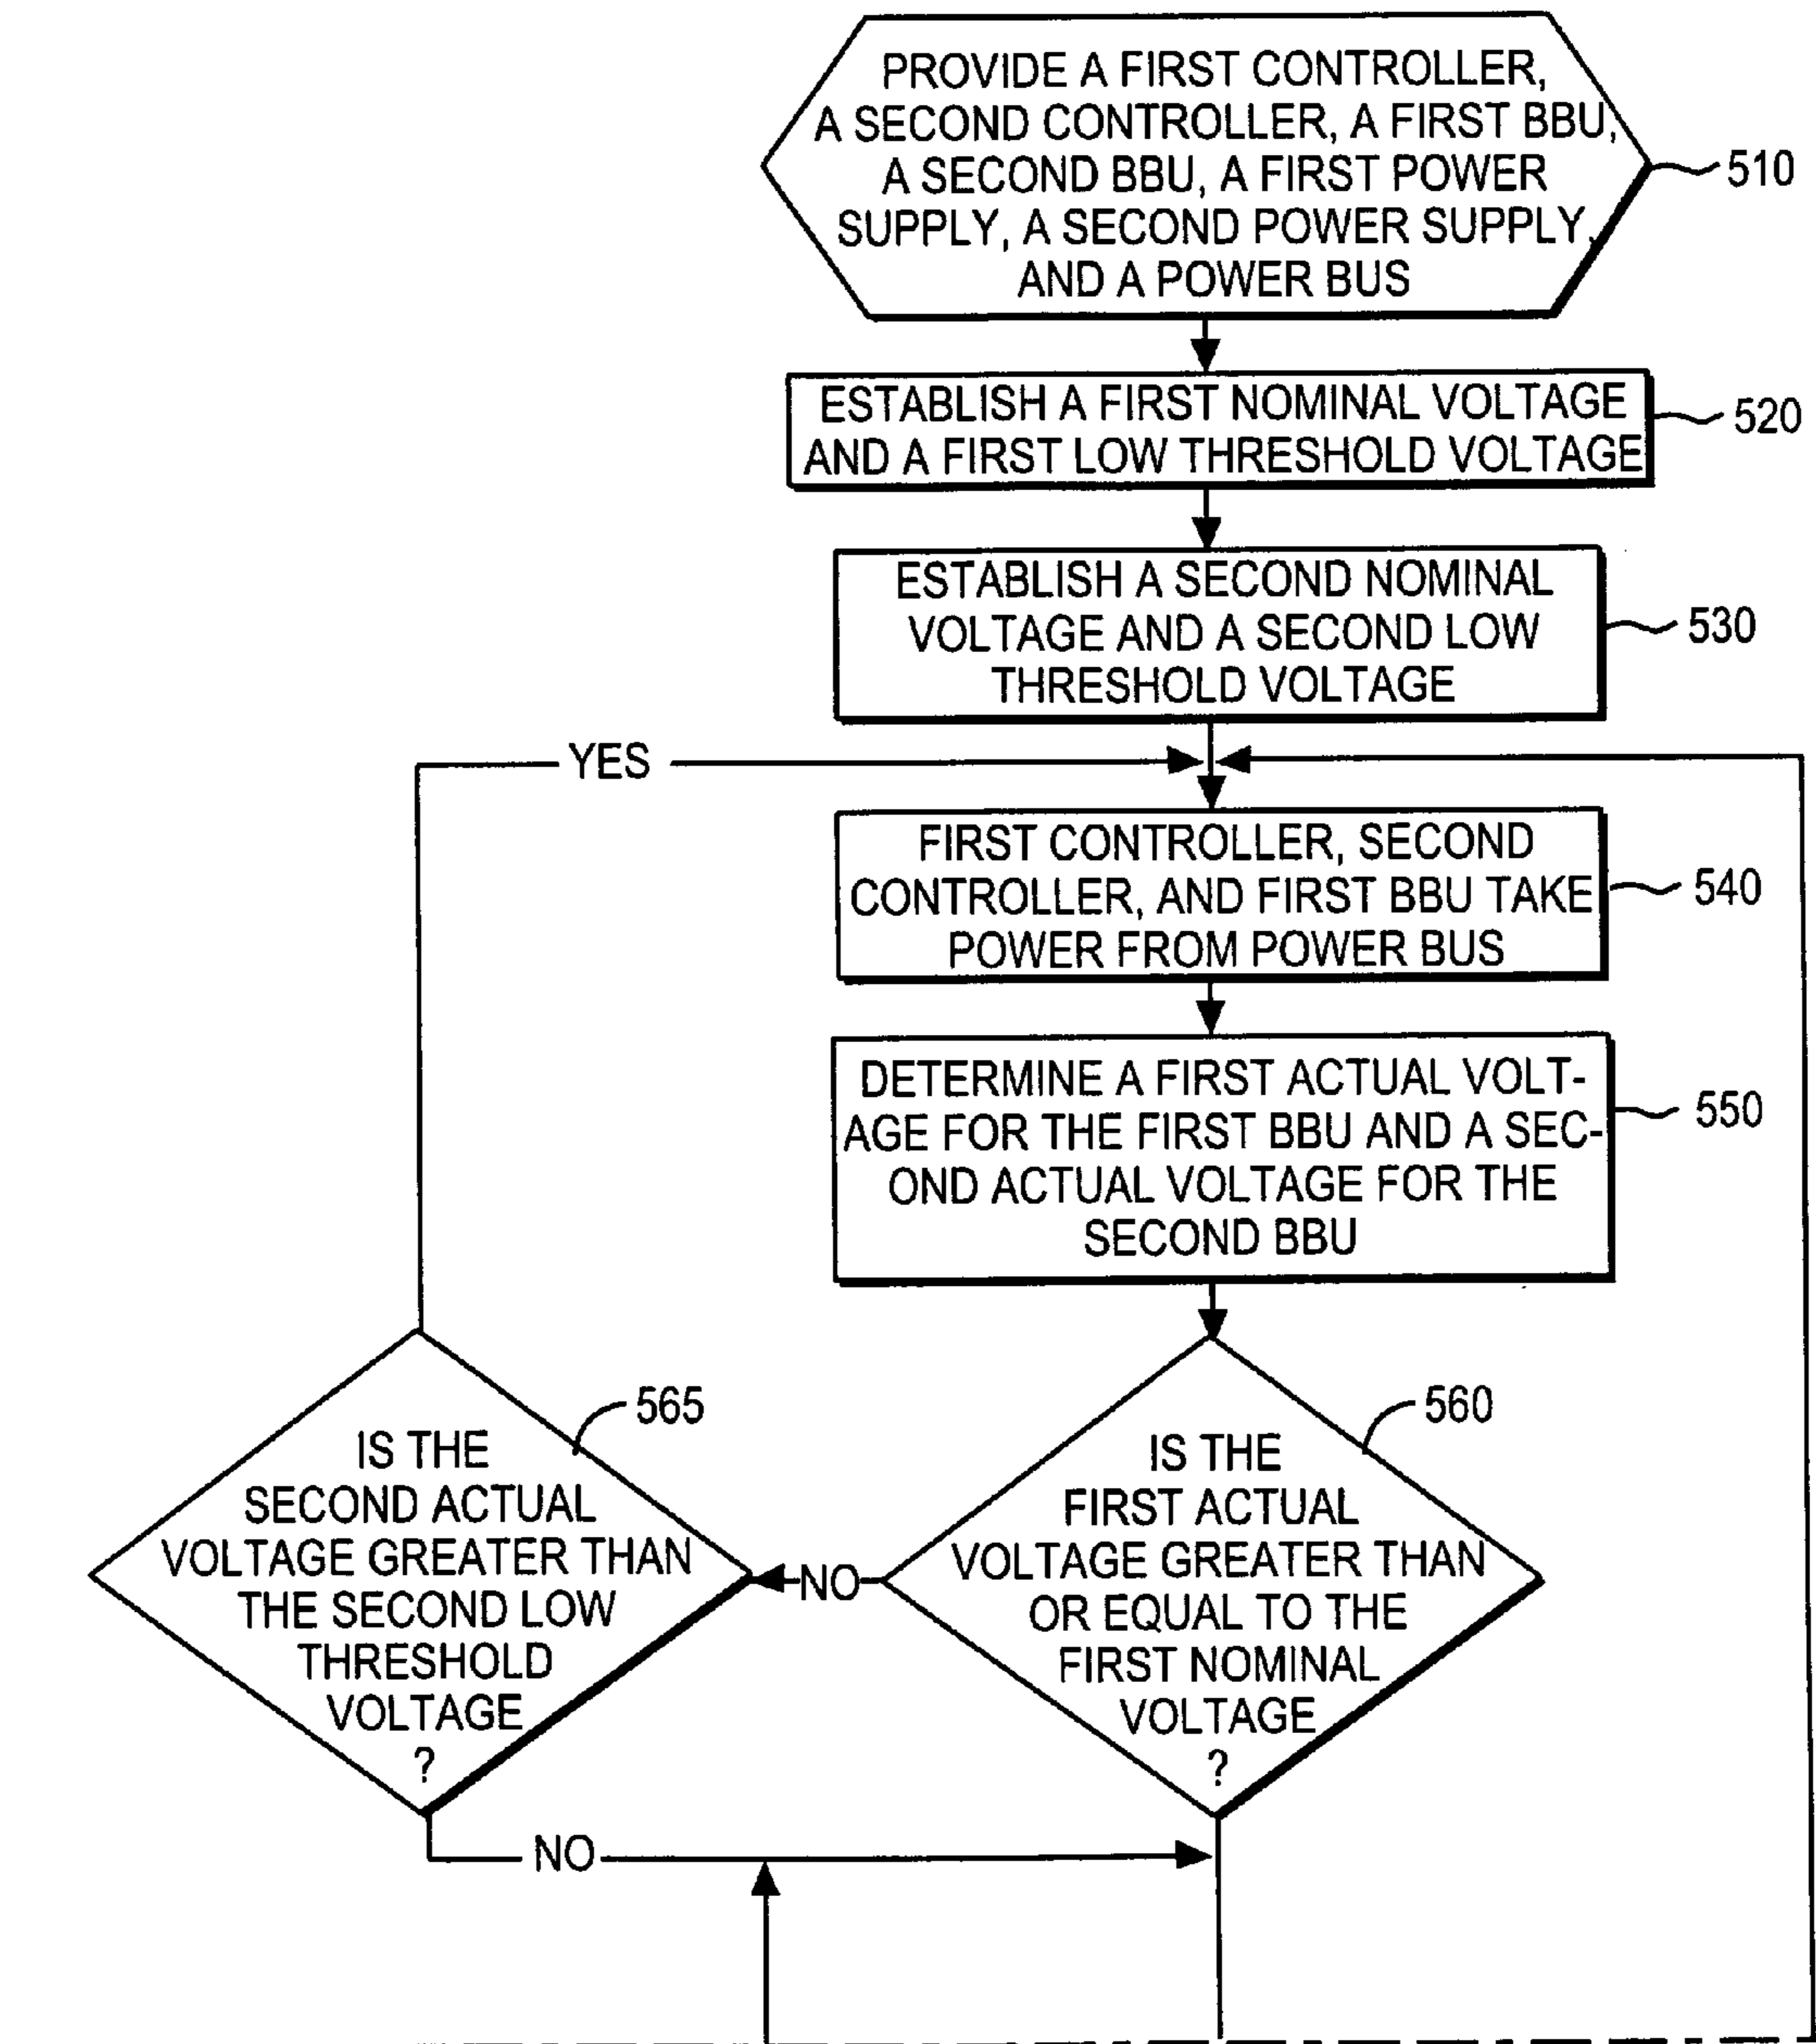 PROVIDE A FIRST CONTROLLER,
A SECOND CONTROLLER, A FIRST BBU,
A SECOND BBU, A FIRST POWER
SUPPLY, A SECOND POWER SUPPLY,
AND A POWER BUS
510
ESTABLISH A FIRST NOMINAL VOLTAGE
AND A FIRST LOW THRESHOLD VOLTAGE
520
ESTABLISH A SECOND NOMINAL
VOLTAGE AND A SECOND LOW
THRESHOLD VOLTAGE
530
YES
FIRST CONTROLLER, SECOND
CONTROLLER, AND FIRST BBU TAKE
POWER FROM POWER BUS
540
DETERMINE A FIRST ACTUAL VOLT-
AGE FOR THE FIRST BBU AND A SEC-
OND ACTUAL VOLTAGE FOR THE
SECOND BBU
550
565
IS THE
SECOND ACTUAL
VOLTAGE GREATER THAN
THE SECOND LOW
THRESHOLD
VOLTAGE
?
NO
560
IS THE
FIRST ACTUAL
VOLTAGE GREATER THAN
OR EQUAL TO THE
FIRST NOMINAL
VOLTAGE
?
NO